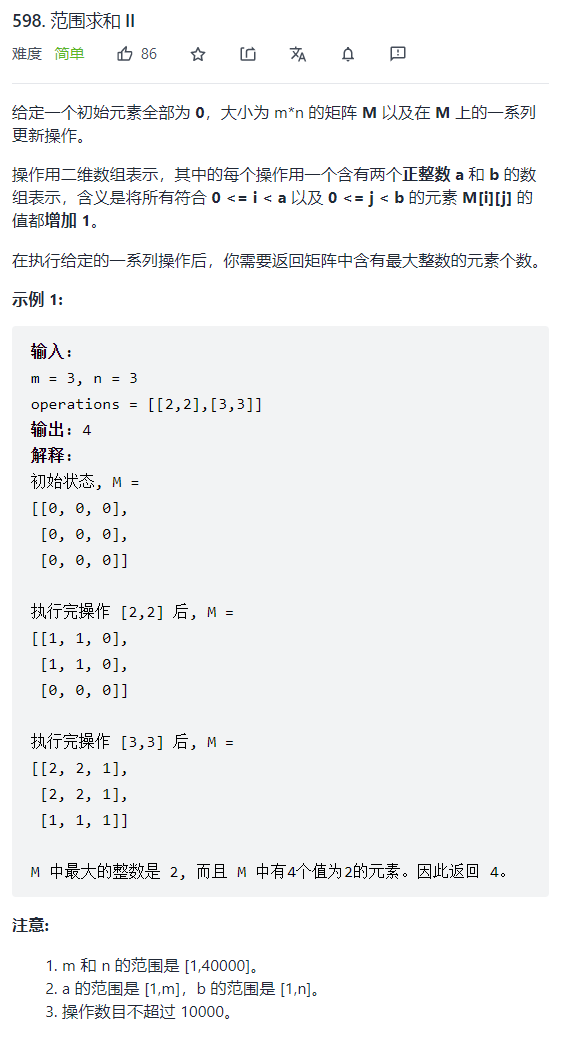 598. 范围求和 II
难度 简单 86
给定一个初始元素全部为 0，大小为 m*n 的矩阵 M 以及在 M 上的一系列
更新操作。
操作用二维数组表示，其中的每个操作用一个含有两个正整数 a 和 b 的数
组表示，含义是将所有符合 0 <= i < a 以及 0 <= j < b 的元素 M[i][j] 的
值都增加 1。
在执行给定的一系列操作后，你需要返回矩阵中含有最大整数的元素个数。
示例 1:
输入:
m = 3, n = 3
operations = [[2,2],[3,3]]
输出: 4
解释:
初始状态, M =
[[0, 0, 0],
 [0, 0, 0],
 [0, 0, 0]]
执行完操作 [2,2] 后, M =
[[1, 1, 0],
 [1, 1, 0],
 [0, 0, 0]]
执行完操作 [3,3] 后, M =
[[2, 2, 1],
 [2, 2, 1],
 [1, 1, 1]]
M 中最大的整数是 2, 而且 M 中有4个值为2的元素。因此返回 4。
注意:
1. m 和 n 的范围是 [1,40000]。
2. a 的范围是 [1,m]，b 的范围是 [1,n]。
3. 操作数目不超过 10000。